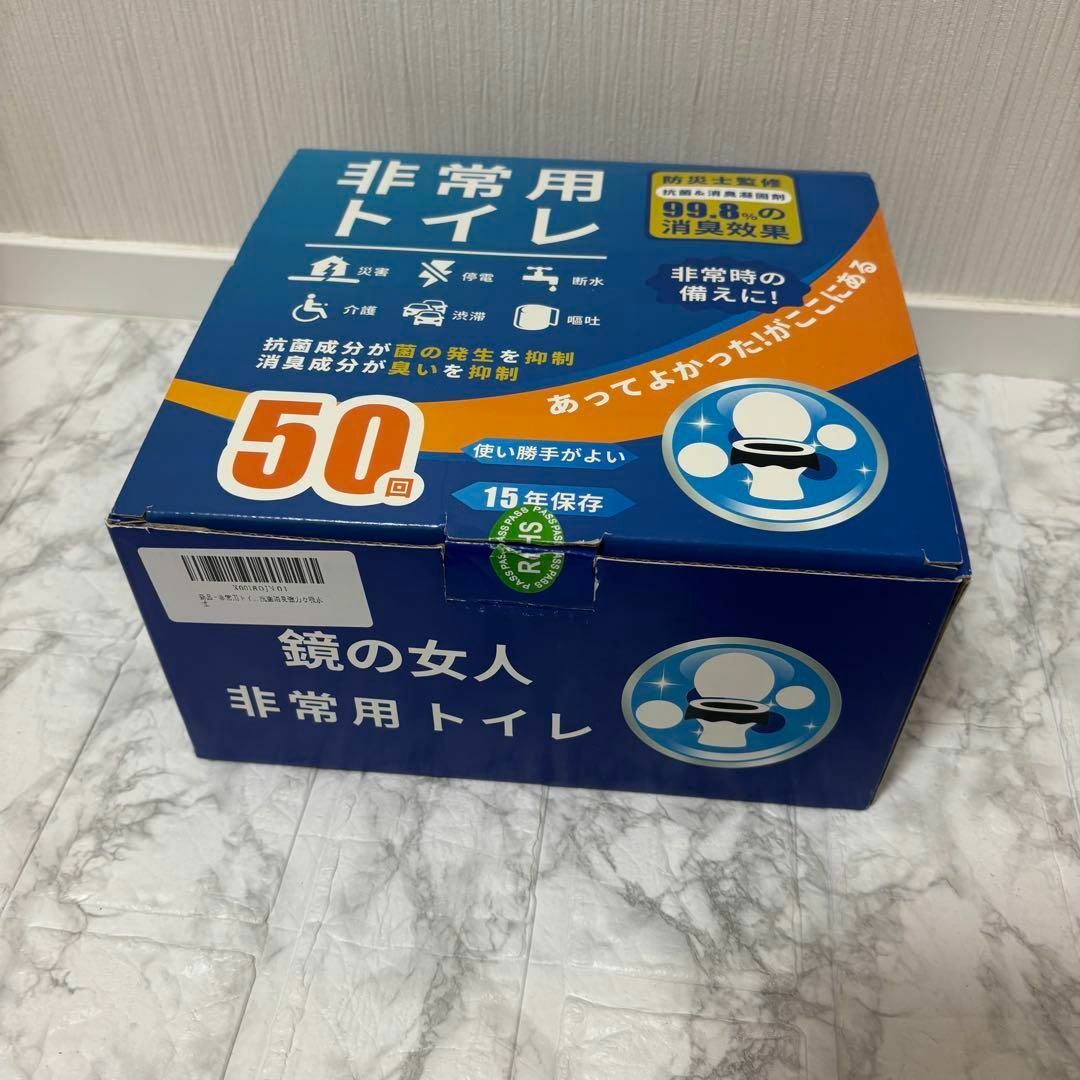 非常用
トイレ
防災士監修
抗菌&消臭凝固剤
99.8%の
消臭効果
災害
停電
断水
介護
渋滞
嘔吐
非常時の
備えに!
あってよかった!がここにある
抗菌成分が菌の発生を抑制
消臭成分が臭いを抑制
50回
使い勝手がよい
15年保存
RoHS
PASS PASS PASS
鏡の女人
非常用トイレ